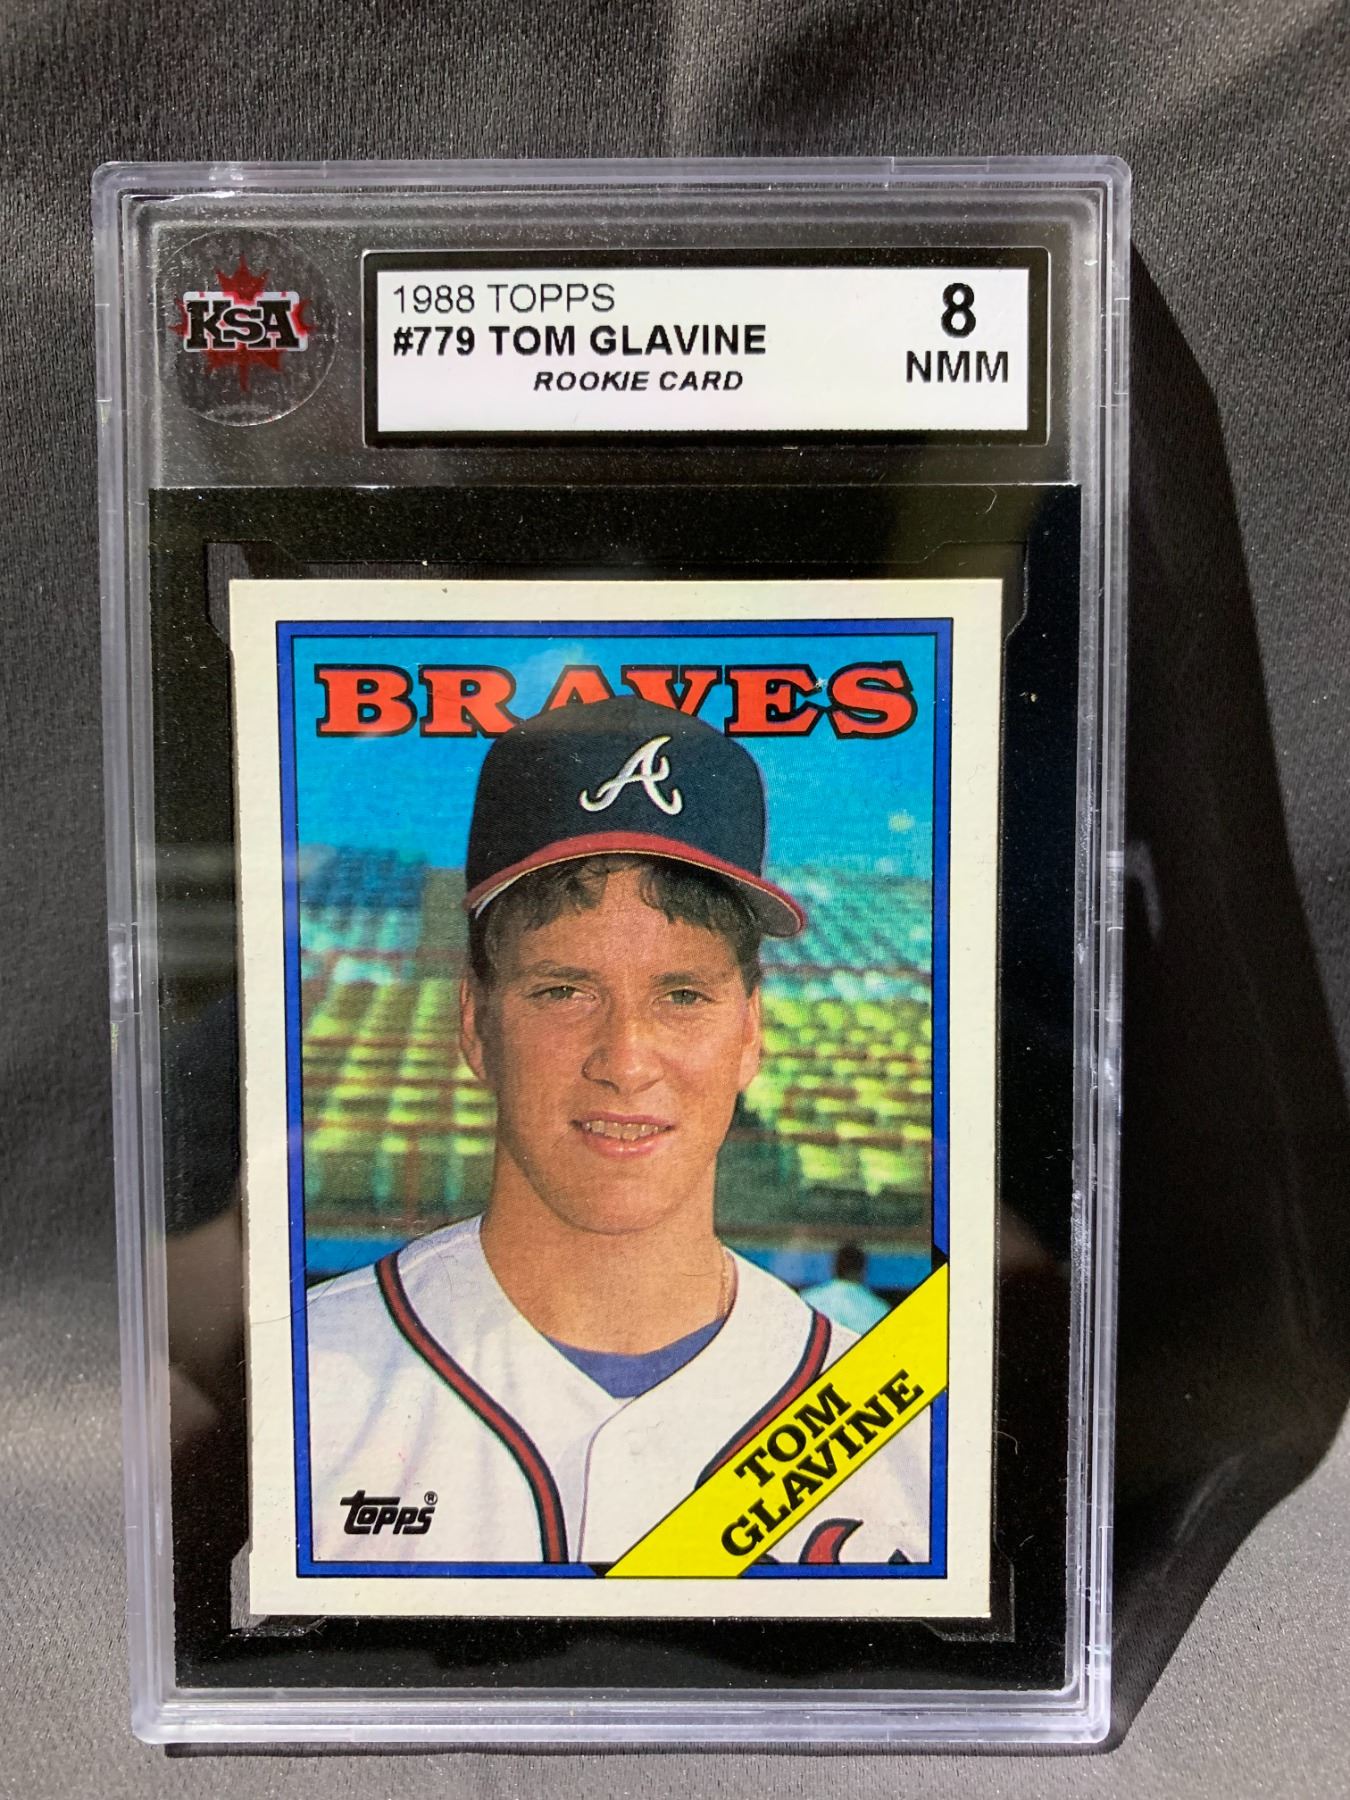 KSA
1988 TOPPS
#779 TOM GLAVINE
ROOKIE CARD
8
NMM
BRAVES
A
TOM
GLAVINE
TOPPS®